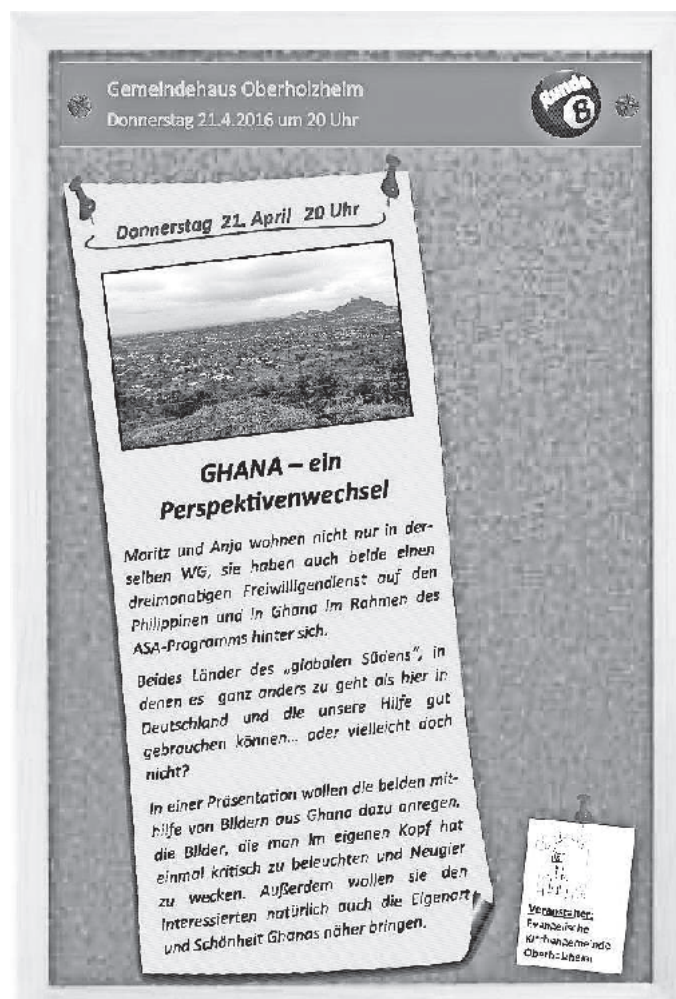 Gemeindehaus Oberholzheim
Donnerstag 21.4.2016 um 20 Uhr
Runde
8
Donnerstag 21. April 20 Uhr
GHANA – ein
Perspektivenwechsel
Moritz und Anja wohnen nicht nur in der-
selben WG, sie haben auch beide einen
dreimonatigen Freiwilligendienst auf den
Philippinen und in Ghana im Rahmen des
ASA-Programms hinter sich.
Beides Länder des „globalen Südens“, in
denen es ganz anders zu geht als hier in
Deutschland und die unsere Hilfe gut
gebrauchen können... oder vielleicht doch
nicht?
In einer Präsentation wollen die beiden mit-
hilfe von Bildern aus Ghana dazu anregen,
die Bilder, die man im eigenen Kopf hat
einmal kritisch zu beleuchten und Neugier
zu wecken. Außerdem wollen sie den
Interessierten natürlich auch die Eigenart
und Schönheit Ghanas näher bringen.
Veranstalter:
Evangelische
Kirchengemeinde
Oberholzheim